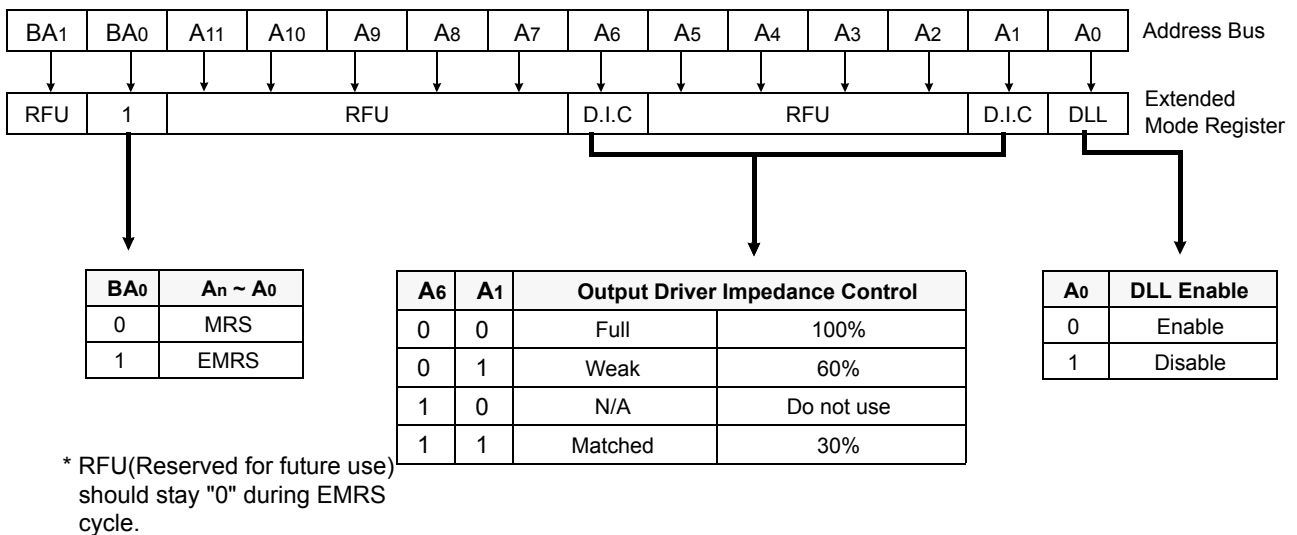 BA1 BA0 A11 A10 A9 A8 A7 A6 A5 A4 A3 A2 A1 A0 Address Bus
RFU 1 RFU D.I.C RFU D.I.C DLL Extended
Mode Register
BA0 An ~ A0
0 MRS
1 EMRS
A6 A1 Output Driver Impedance Control
0 0 Full 100%
0 1 Weak 60%
1 0 N/A Do not use
1 1 Matched 30%
A0 DLL Enable
0 Enable
1 Disable
* RFU(Reserved for future use)
should stay "0" during EMRS
cycle.